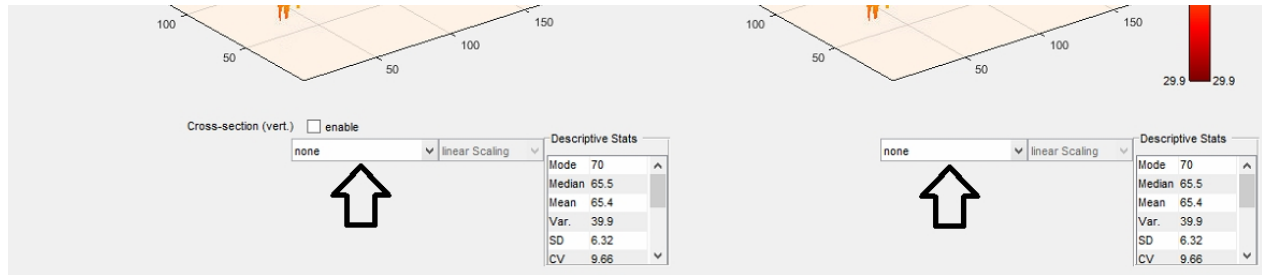 100
150
100
150
50
100
50
100
50
50
29.9 29.9
Cross-section (vert.) enable
none linear Scaling
Descriptive Stats
Mode 70
Median 65.5
Mean 65.4
Var. 39.9
SD 6.32
CV 9.66
none linear Scaling
Descriptive Stats
Mode 70
Median 65.5
Mean 65.4
Var. 39.9
SD 6.32
CV 9.66